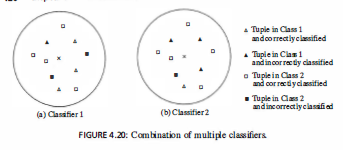 Tuple in Class 1
and correctly classified
Tuple in Class 1
and incorrectly classified
Tuple in Class 2
and correctly classified
Tuple in Class 2
and incorrectly classified
(a) Classifier 1
(b) Classifier 2
FIGURE 4.20: Combination of multiple classifiers.